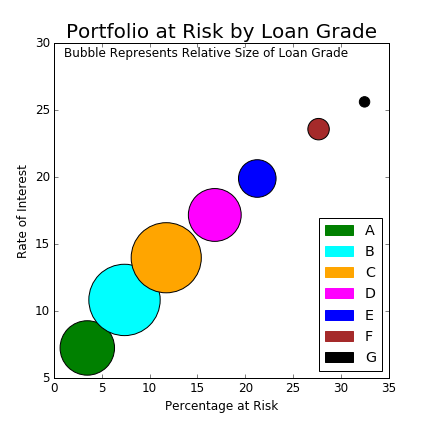 Portfolio at Risk by Loan Grade
Bubble Represents Relative Size of Loan Grade
30
25
20
15
10
5
Rate of Interest
A
B
C
D
E
F
G
0 5 10 15 20 25 30 35
Percentage at Risk